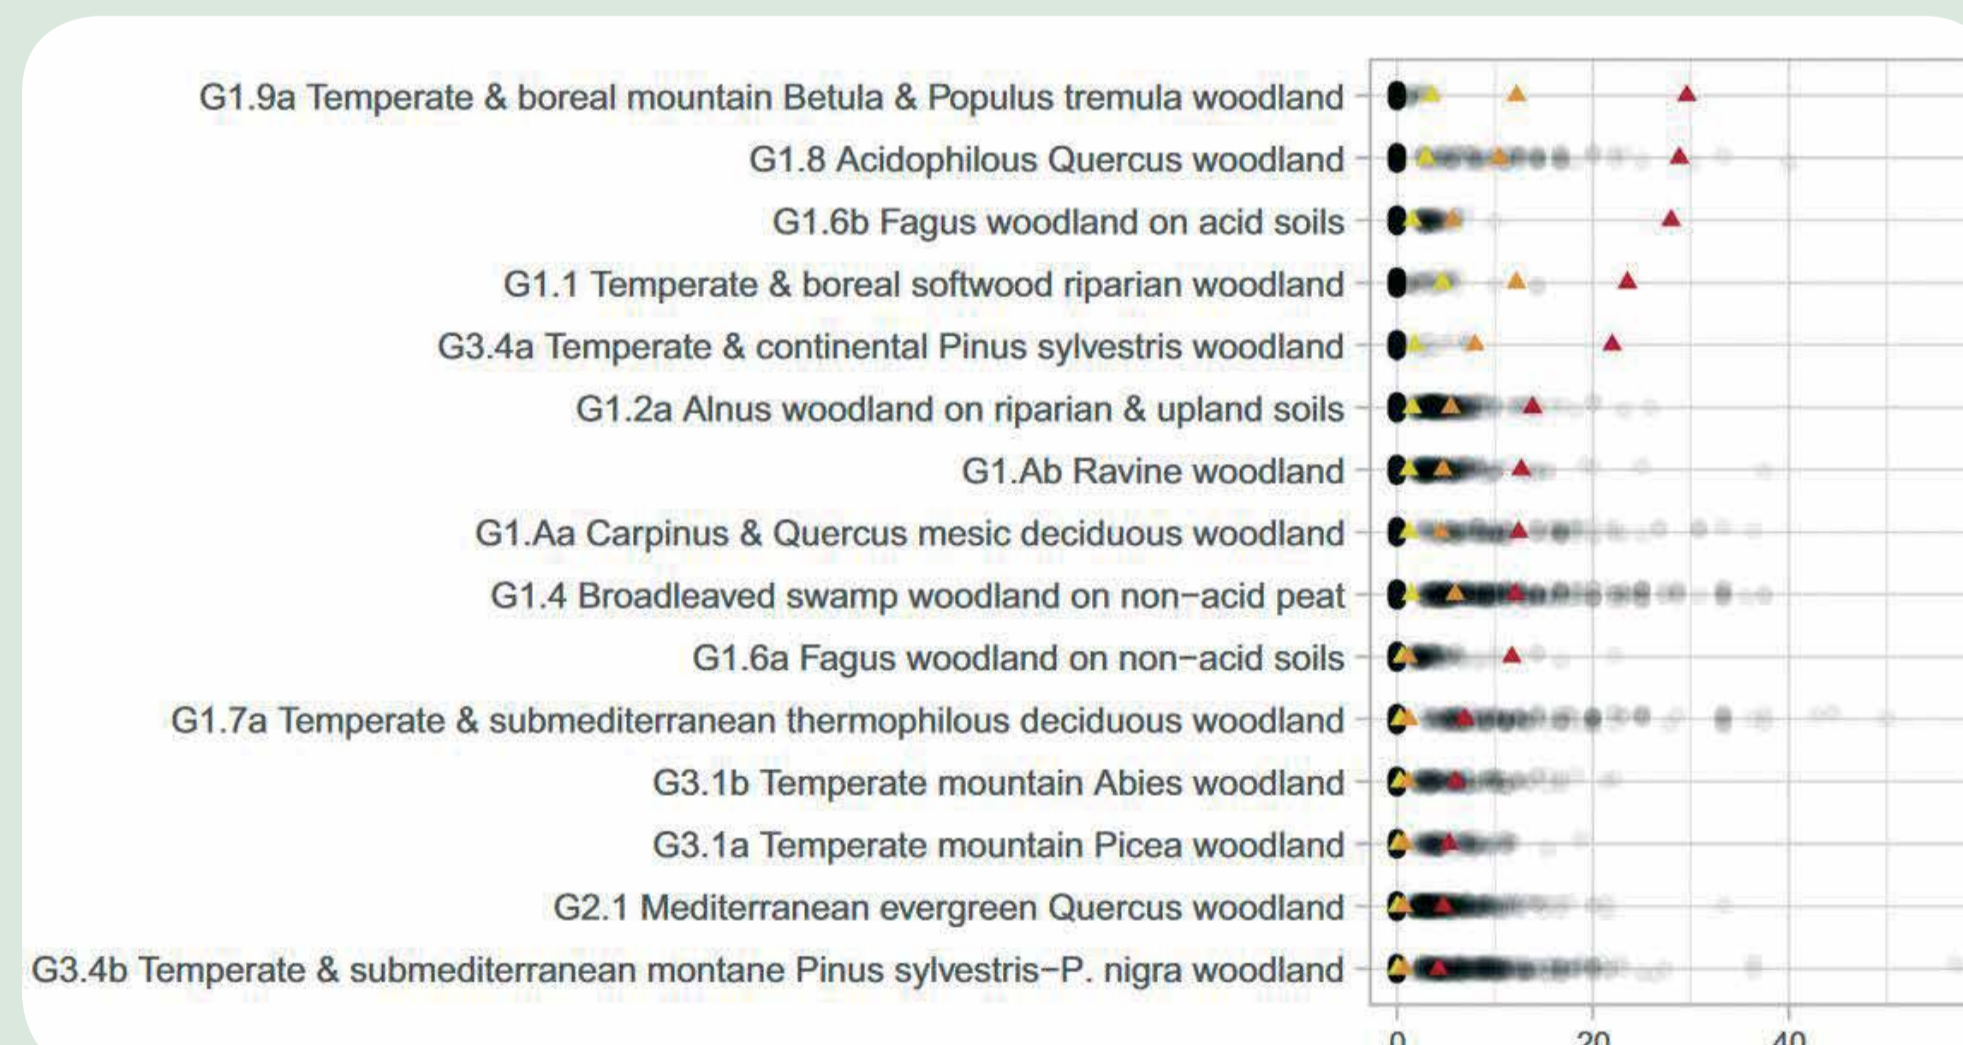 G1.9a Temperate & boreal mountain Betula & Populus tremula woodland
G1.8 Acidophilous Quercus woodland
G1.6b Fagus woodland on acid soils
G1.1 Temperate & boreal softwood riparian woodland
G3.4a Temperate & continental Pinus sylvestris woodland
G1.2a Alnus woodland on riparian & upland soils
G1.Ab Ravine woodland
G1.Aa Carpinus & Quercus mesic deciduous woodland
G1.4 Broadleaved swamp woodland on non−acid peat
G1.6a Fagus woodland on non−acid soils
G1.7a Temperate & submediterranean thermophilous deciduous woodland
G3.1b Temperate mountain Abies woodland
G3.1a Temperate mountain Picea woodland
G2.1 Mediterranean evergreen Quercus woodland
G3.4b Temperate & submediterranean montane Pinus sylvestris−P. nigra woodland
0 20 40